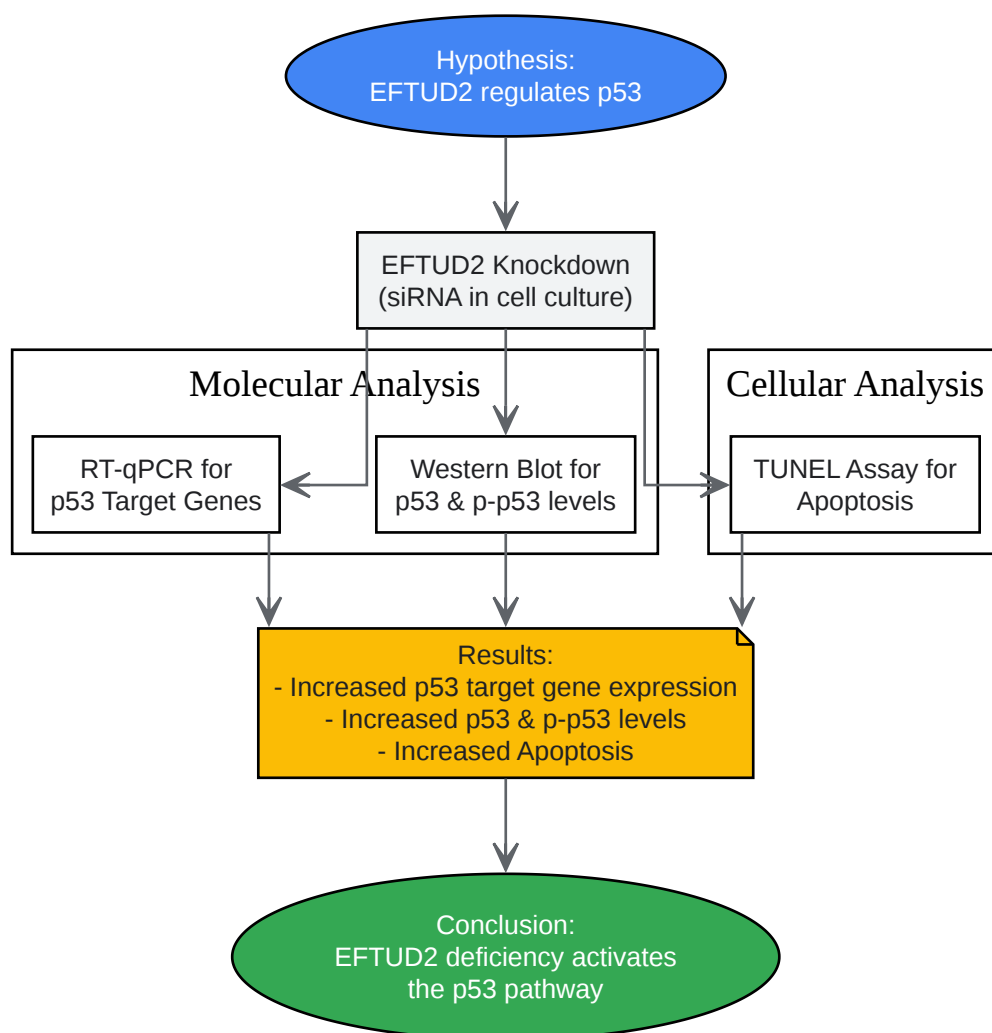 Hypothesis:
EFTUD2 regulates p53
EFTUD2 Knockdown
(siRNA in cell culture)
Molecular Analysis
Cellular Analysis
RT-qPCR for
p53 Target Genes
Western Blot for
p53 & p-p53 levels
TUNEL Assay for
Apoptosis
Results:
- Increased p53 target gene expression
- Increased p53 & p-p53 levels
- Increased Apoptosis
Conclusion:
EFTUD2 deficiency activates
the p53 pathway